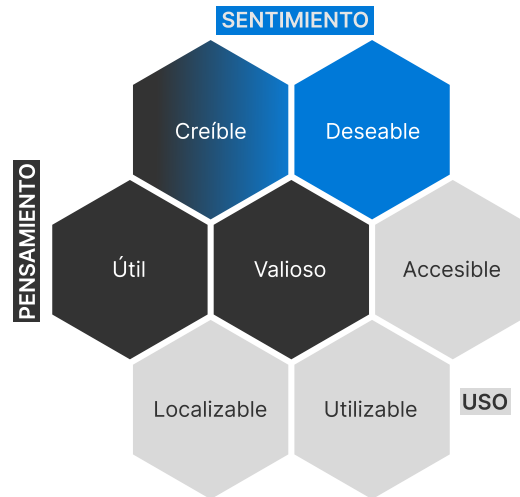 SENTIMIENTO
Creíble
Deseable
PENSAMIENTO
Útil
Valioso
Accesible
Localizable
Utilizable
USO